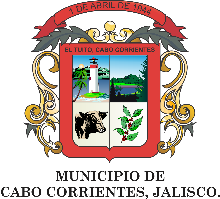 1 DE ABRIL DE 1944
EL TUITO, CABO CORRIENTES
MUNICIPIO DE
CABO CORRIENTES, JALISCO.